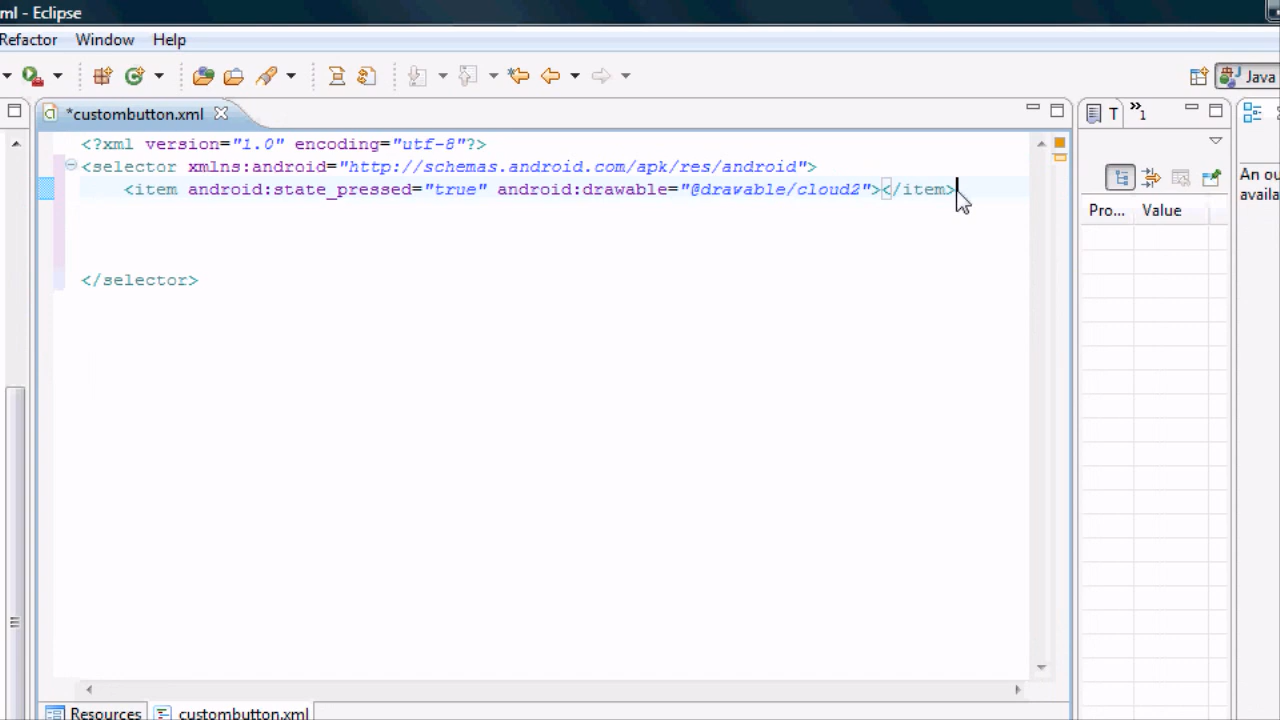 ml - Eclipse
Refactor Window Help
Java
*custombutton.xml
T »1
<?xml version="1.0" encoding="utf-8"?>
<selector xmlns:android="http://schemas.android.com/apk/res/android">
<item android:state_pressed="true" android:drawable="@drawable/cloud2"></item>
</selector>
Pro... Value
An ou
availa
Resources custombutton.xml